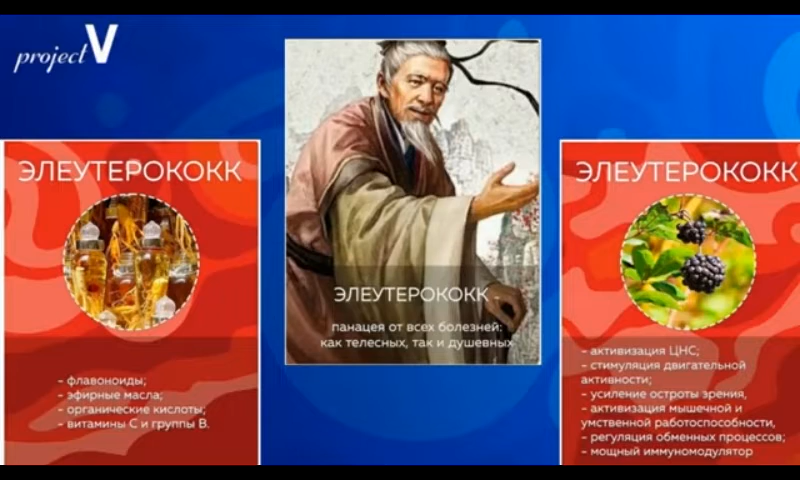 project V
ЭЛЕУТЕРОКОКК
- флавоноиды;
- эфирные масла;
- органические кислоты;
- витамины С и группы В.
ЭЛЕУТЕРОКОКК -
панацея от всех болезней:
как телесных, так и душевных
ЭЛЕУТЕРОКОКК
- активизация ЦНС;
- стимуляция двигательной
активности;
- усиление остроты зрения,
- активизация мышечной и
умственной работоспособности,
- регуляция обменных процессов;
- мощный иммуномодулятор